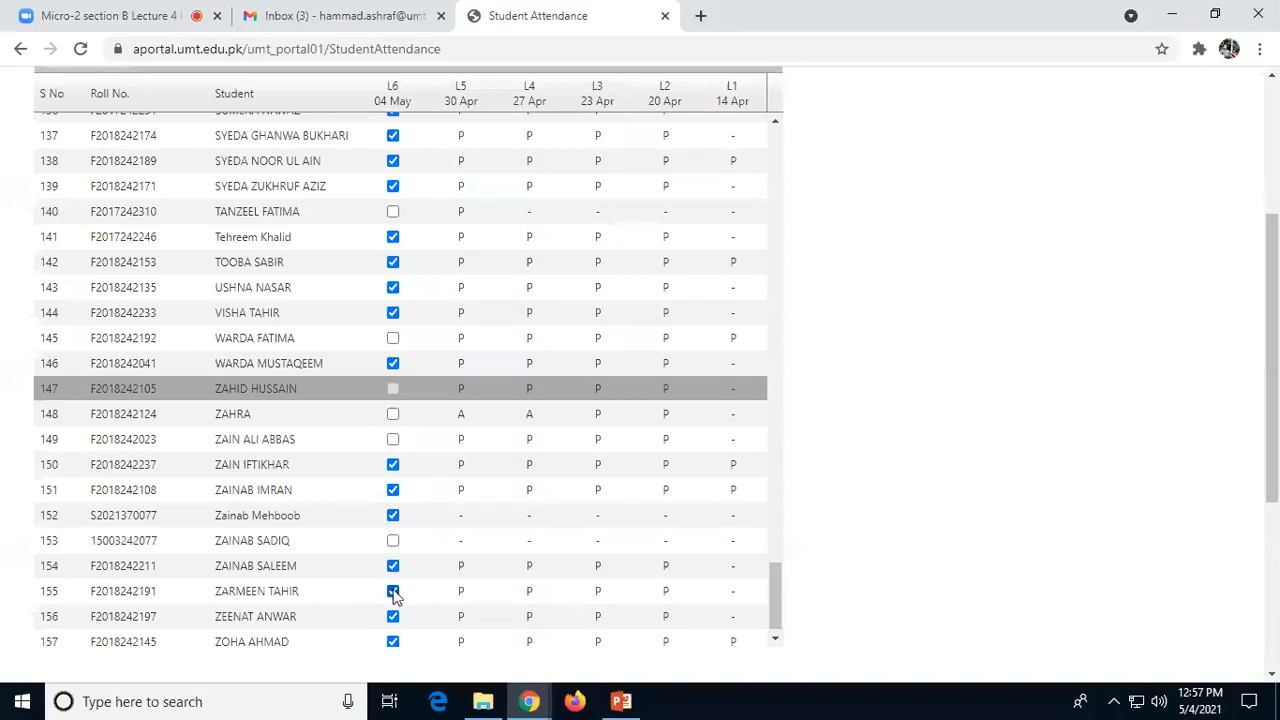 Micro-2 section B Lecture 4
Inbox (3) - hammad.ashraf@umt
Student Attendance
aportal.umt.edu.pk/umt_portal01/StudentAttendance
S No Roll No. Student L6 04 May L5 30 Apr L4 27 Apr L3 23 Apr L2 20 Apr L1 14 Apr
137 F2018242174 SYEDA GHANWA BUKHARI P P P P -
138 F2018242189 SYEDA NOOR UL AIN P P P P P
139 F2018242171 SYEDA ZUKHRUF AZIZ P P P P -
140 F2017242310 TANZEEL FATIMA P - - - -
141 F2017242246 Tehreem Khalid P P P P -
142 F2018242153 TOOBA SABIR P P P P P
143 F2018242135 USHNA NASAR P P P P -
144 F2018242233 VISHA TAHIR P P P P -
145 F2018242192 WARDA FATIMA P P P P P
146 F2018242041 WARDA MUSTAQEEM P P P P -
147 F2018242105 ZAHID HUSSAIN P P P P -
148 F2018242124 ZAHRA A A P P -
149 F2018242023 ZAIN ALI ABBAS P P P P -
150 F2018242237 ZAIN IFTIKHAR P P P P P
151 F2018242108 ZAINAB IMRAN P P P P P
152 S2021370077 Zainab Mehboob - - - - -
153 15003242077 ZAINAB SADIQ - - - - -
154 F2018242211 ZAINAB SALEEM P P P P -
155 F2018242191 ZARMEEN TAHIR P P P P -
156 F2018242197 ZEENAT ANWAR P P P P -
157 F2018242145 ZOHA AHMAD P P P P P
Type here to search
12:57 PM
5/4/2021